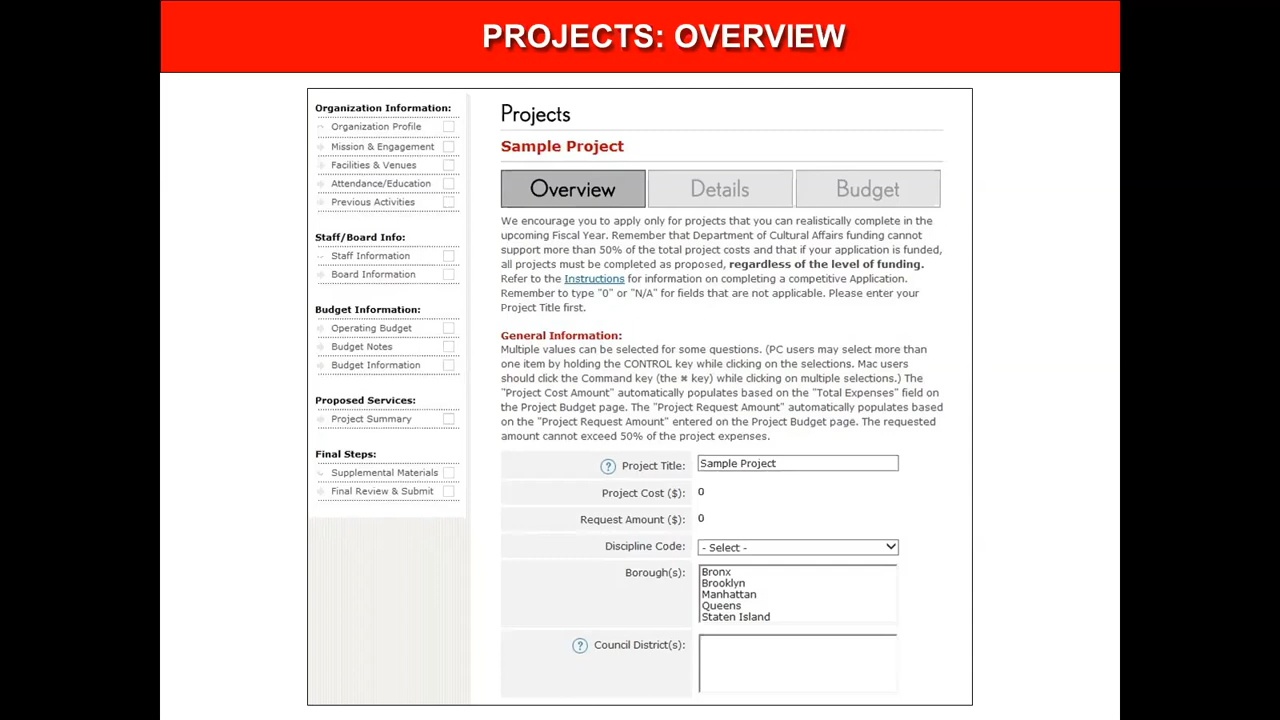 PROJECTS: OVERVIEW
Organization Information:
Organization Profile
Mission & Engagement
Facilities & Venues
Attendance/Education
Previous Activities
Staff/Board Info:
Staff Information
Board Information
Budget Information:
Operating Budget
Budget Notes
Budget Information
Proposed Services:
Project Summary
Final Steps:
Supplemental Materials
Final Review & Submit
Projects
Sample Project
Overview
Details
Budget
We encourage you to apply only for projects that you can realistically complete in the
upcoming Fiscal Year. Remember that Department of Cultural Affairs funding cannot
support more than 50% of the total project costs and that if your application is funded,
all projects must be completed as proposed, regardless of the level of funding.
Refer to the Instructions for information on completing a competitive Application.
Remember to type "0" or "N/A" for fields that are not applicable. Please enter your
Project Title first.
General Information:
Multiple values can be selected for some questions. (PC users may select more than
one item by holding the CONTROL key while clicking on the selections. Mac users
should click the Command key (the ⌘ key) while clicking on multiple selections.) The
"Project Cost Amount" automatically populates based on the "Total Expenses" field on
the Project Budget page. The "Project Request Amount" automatically populates based
on the "Project Request Amount" entered on the Project Budget page. The requested
amount cannot exceed 50% of the project expenses.
? Project Title: Sample Project
Project Cost ($): 0
Request Amount ($): 0
Discipline Code: - Select -
Borough(s): Bronx
Brooklyn
Manhattan
Queens
Staten Island
? Council District(s):